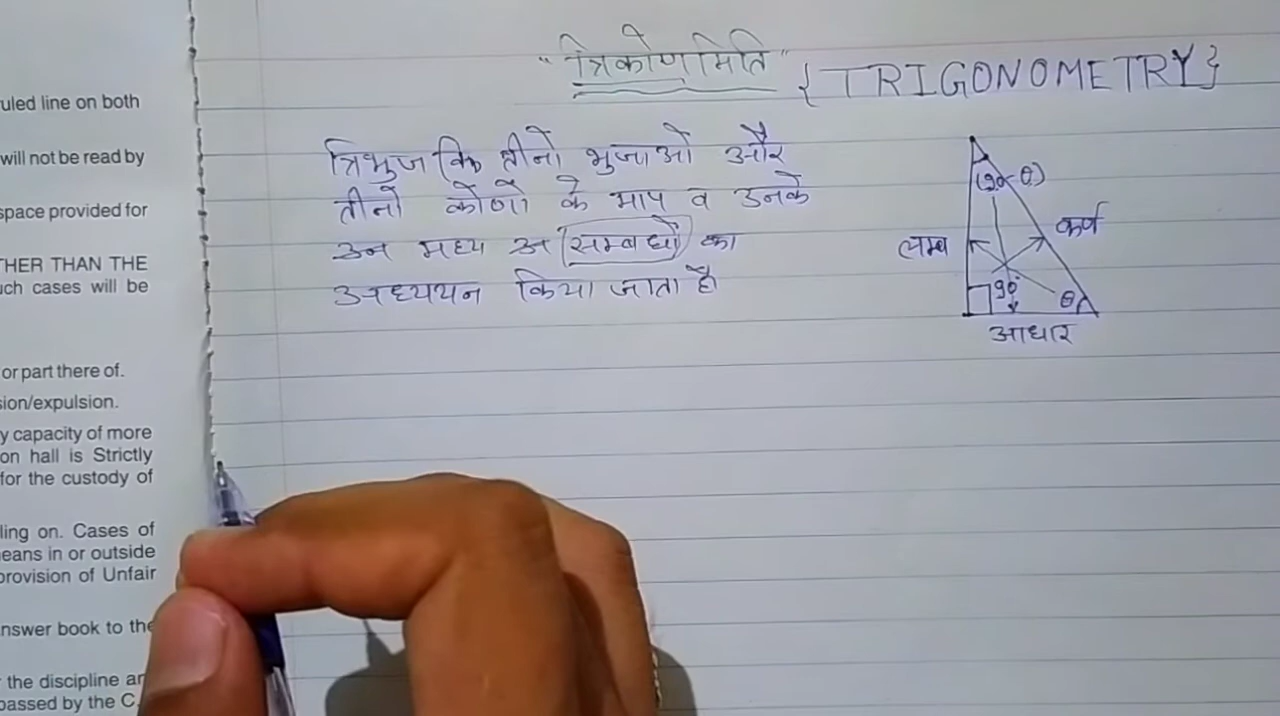 uled line on both
will not be read by
space provided for
THER THAN THE
uch cases will be
or part there of.
sion/expulsion.
y capacity of more
on hall is Strictly
for the custody of
ling on. Cases of
neans in or outside
provision of Unfair
nswer book to the
the discipline an
passed by the C.
"त्रिकोणमिति" {TRIGONOMETRY}
त्रिभुज कि तीनो भुजाओ और
तीनो कोणो के माप व उनके
मध्य सम्बधों का
अध्ययन किया जाता है
(90-θ)
कर्ण
लम्ब
90° θ
आधार